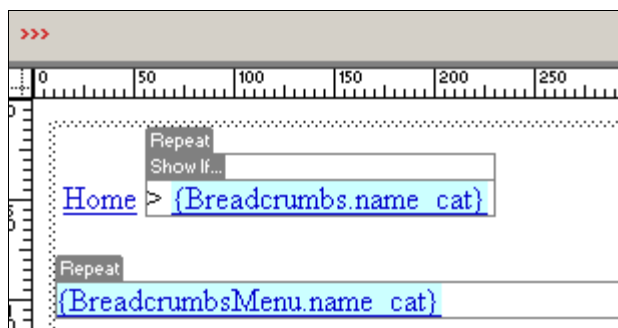 >>>
0 50 100 150 200 250
Repeat
Show If...
Home > {Breadcrumbs.name_cat}
Repeat
{BreadcrumbsMenu.name_cat}